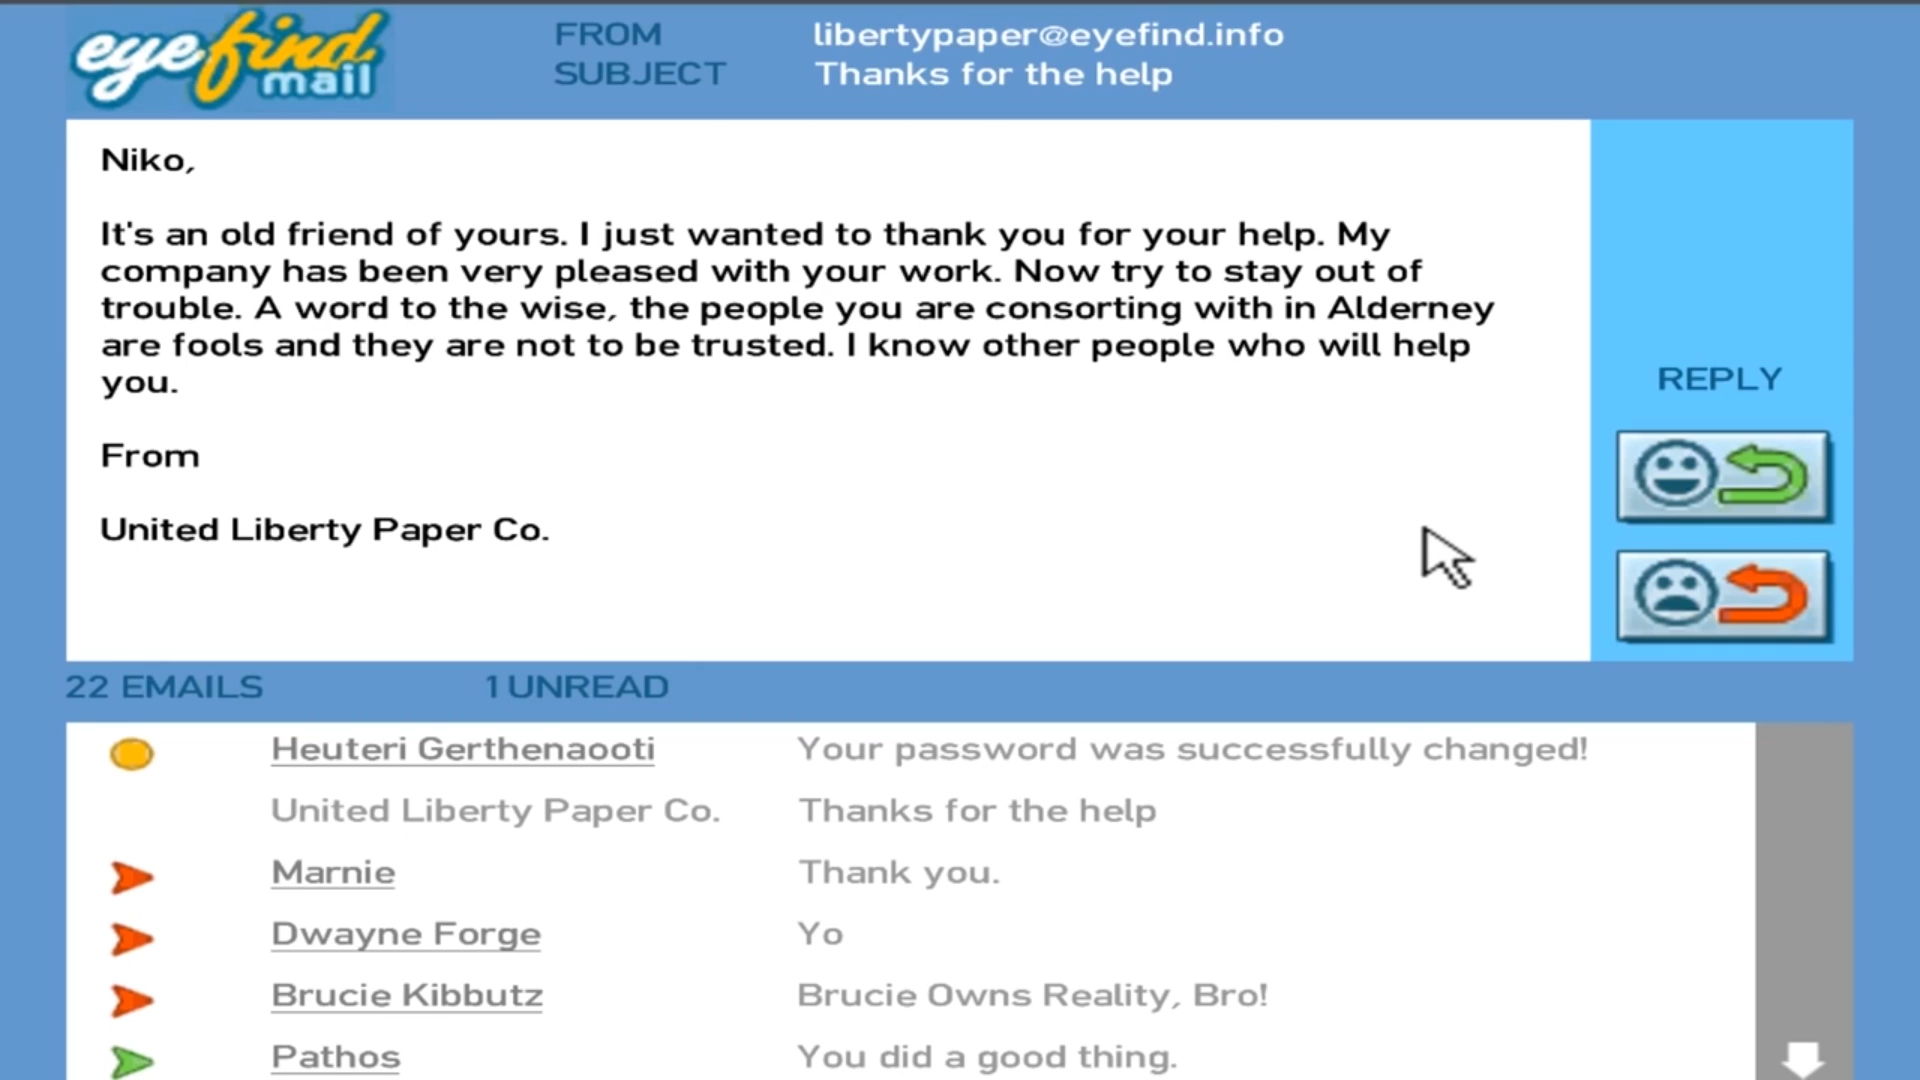 eyefind mail
FROM libertypaper@eyefind.info
SUBJECT Thanks for the help
Niko,
It's an old friend of yours. I just wanted to thank you for your help. My
company has been very pleased with your work. Now try to stay out of
trouble. A word to the wise, the people you are consorting with in Alderney
are fools and they are not to be trusted. I know other people who will help
you.
From
United Liberty Paper Co.
REPLY
22 EMAILS 1 UNREAD
Heuteri Gerthenaooti Your password was successfully changed!
United Liberty Paper Co. Thanks for the help
Marnie Thank you.
Dwayne Forge Yo
Brucie Kibbutz Brucie Owns Reality, Bro!
Pathos You did a good thing.